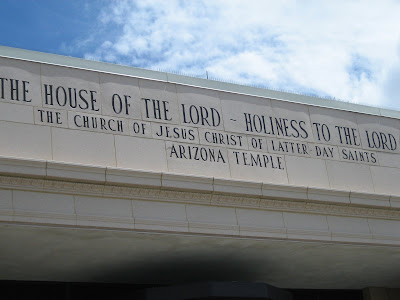 THE HOUSE OF THE LORD - HOLINESS TO THE LORD
THE CHURCH OF JESUS CHRIST OF LATTER-DAY SAINTS
ARIZONA TEMPLE